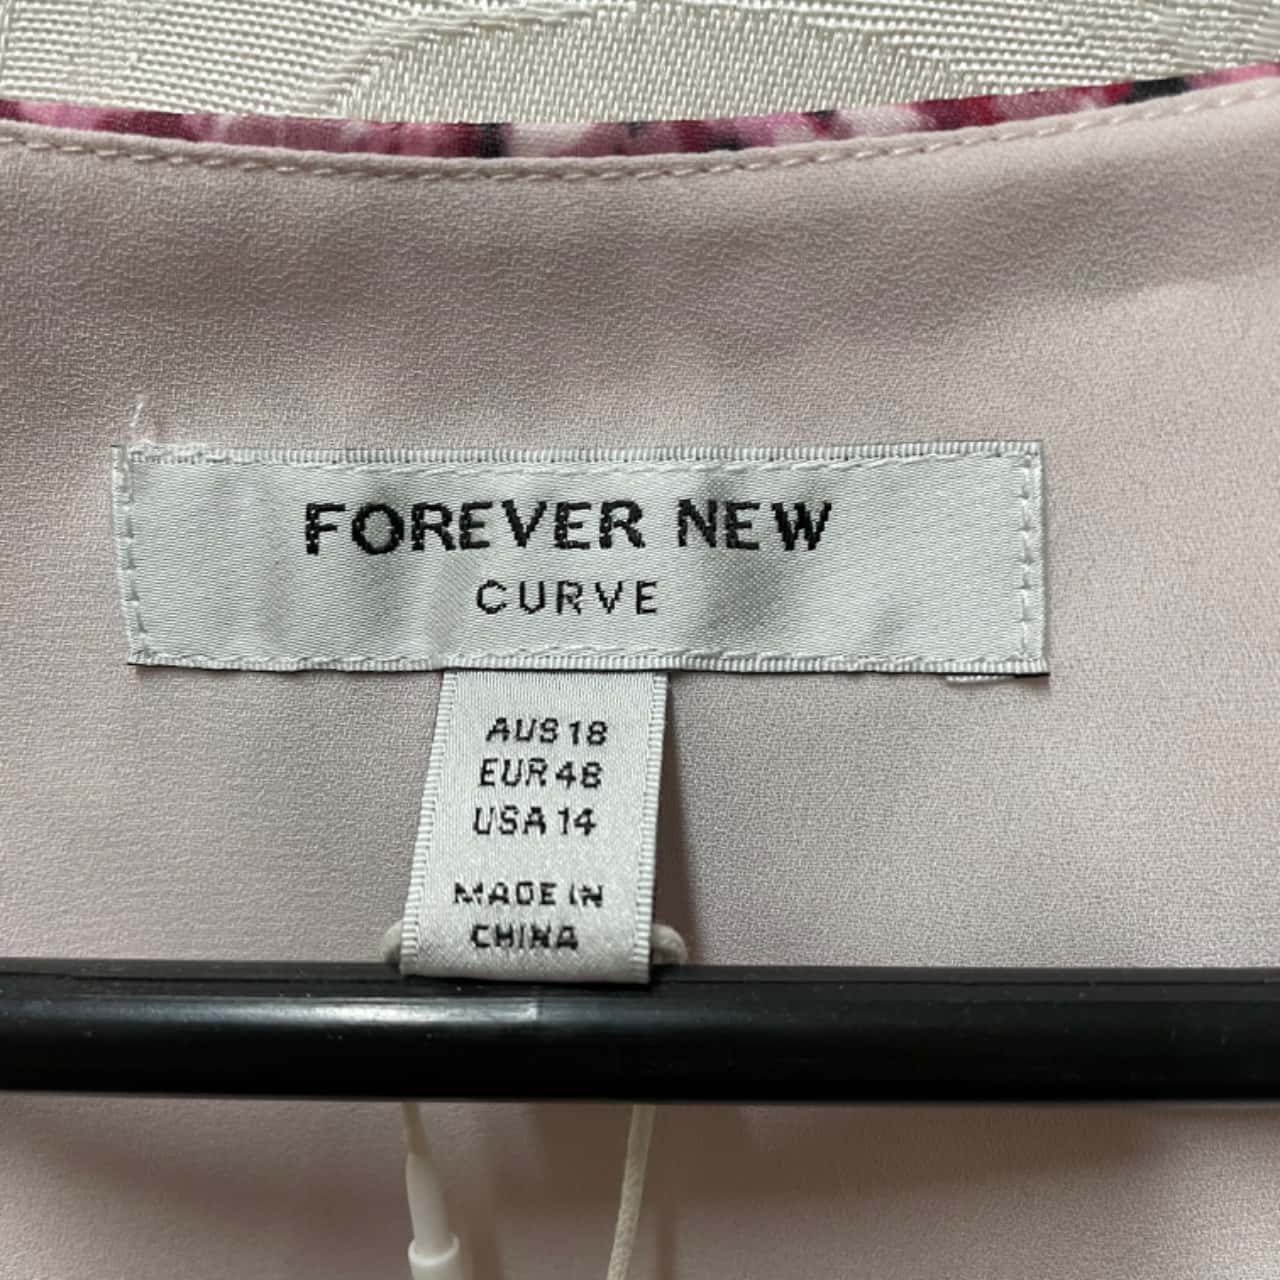 FOREVER NEW
CURVE
AUS 18
EUR 48
USA 14
MADE IN
CHINA